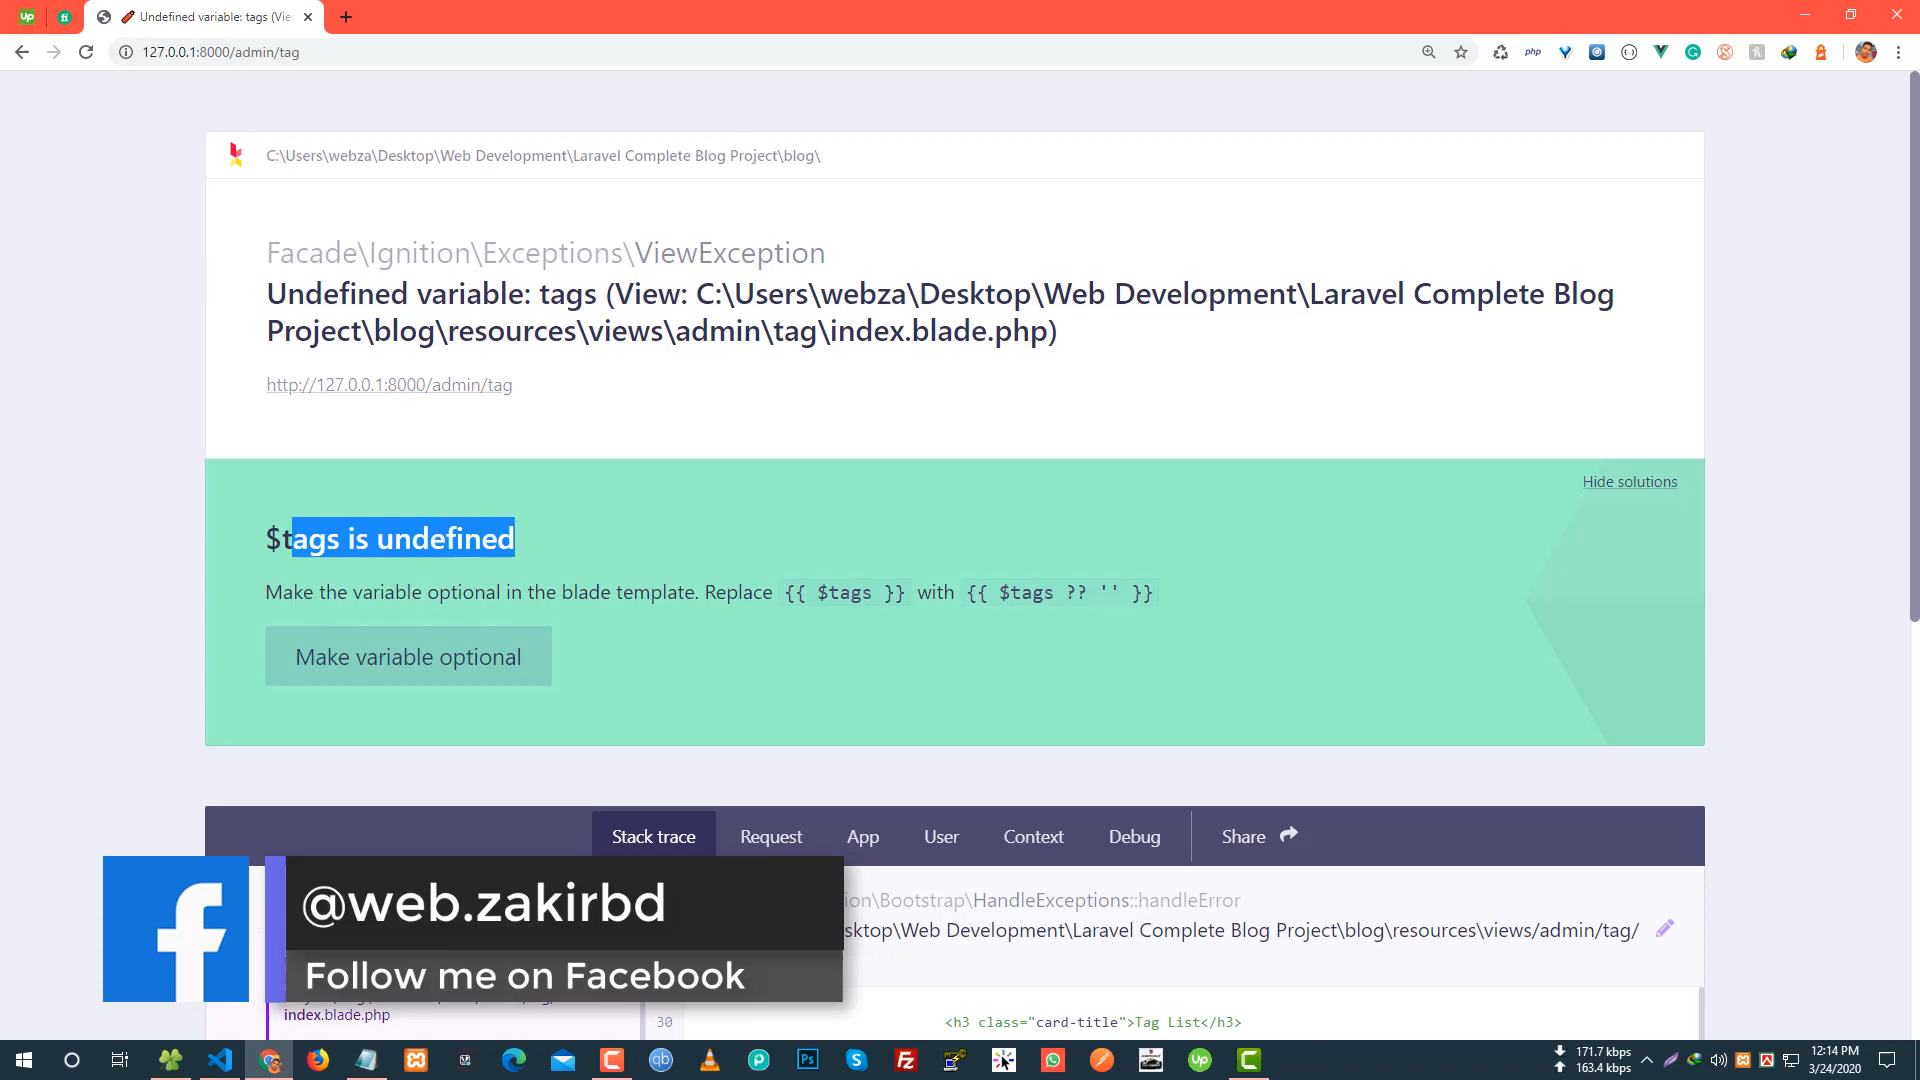 Undefined variable: tags (Vie
127.0.0.1:8000/admin/tag
php
C:\Users\webza\Desktop\Web Development\Laravel Complete Blog Project\blog\
Facade\Ignition\Exceptions\ViewException
Undefined variable: tags (View: C:\Users\webza\Desktop\Web Development\Laravel Complete Blog
Project\blog\resources\views\admin\tag\index.blade.php)
http://127.0.0.1:8000/admin/tag
Hide solutions
$tags is undefined
Make the variable optional in the blade template. Replace {{ $tags }} with {{ $tags ?? '' }}
Make variable optional
Stack trace Request App User Context Debug Share
ion\Bootstrap\HandleExceptions::handleError
sktop\Web Development\Laravel Complete Blog Project\blog\resources\views/admin/tag/
@web.zakirbd
Follow me on Facebook
index.blade.php
30 <h3 class="card-title">Tag List</h3>
171.7 kbps
163.4 kbps
12:14 PM
3/24/2020